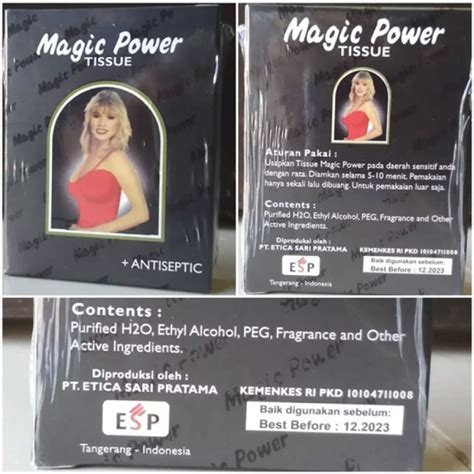 Magic Power
TISSUE
+ ANTISEPTIC
Magic Power
TISSUE
Aturan Pakai :
Usapkan Tissue Magic Power pada daerah sensitif anda
dengan rata. Diamkan selama 5-10 menit. Pemakaian
hanya sekali lalu dibuang. Untuk pemakaian luar saja.
Contents :
Purified H2O, Ethyl Alcohol, PEG, Fragrance and Other
Active Ingredients.
Diproduksi oleh :
PT. ETICA SARI PRATAMA
KEMENKES RI PKD 10104711008
ESP
Baik digunakan sebelum:
Best Before : 12.2023
Tangerang - Indonesia
Contents :
Purified H2O, Ethyl Alcohol, PEG, Fragrance and Other
Active Ingredients.
Diproduksi oleh :
PT. ETICA SARI PRATAMA
KEMENKES RI PKD 10104711008
ESP
Baik digunakan sebelum:
Best Before : 12.2023
Tangerang - Indonesia